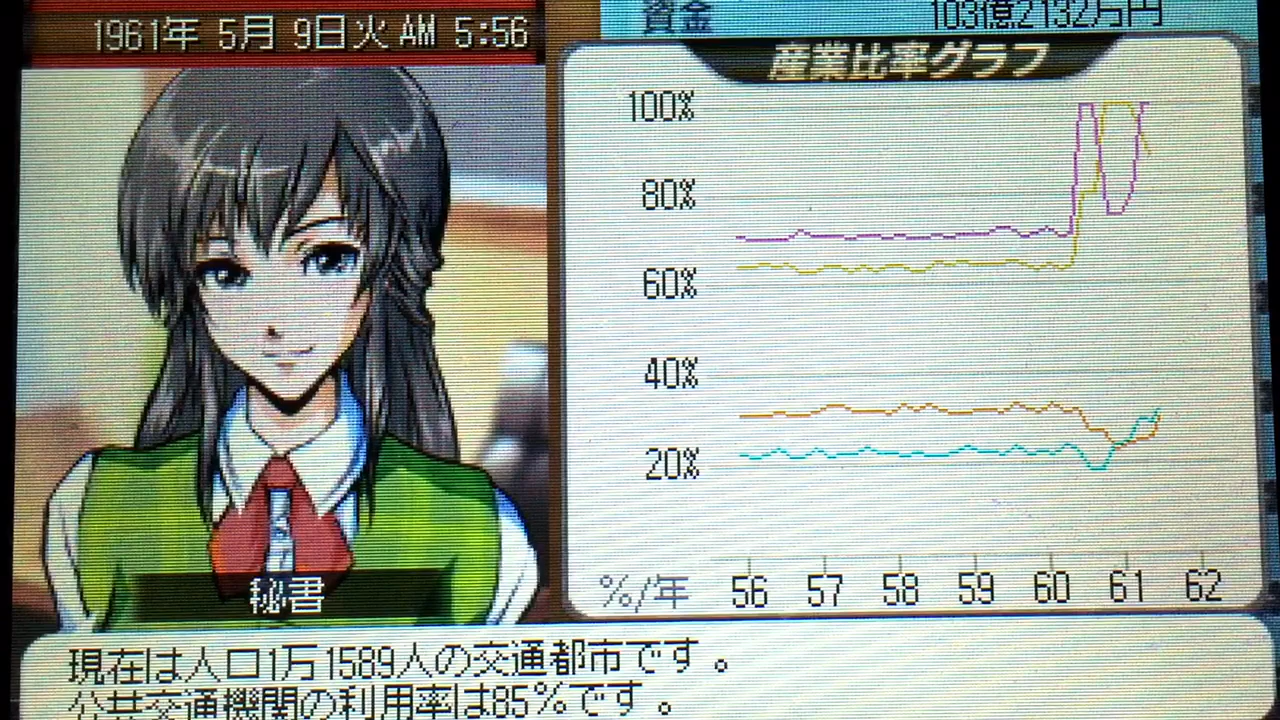 1961年 5月 9日火 AM 5:56
資金 103億2132万円
産業比率グラフ
100%
80%
60%
40%
20%
%/年 56 57 58 59 60 61 62
秘書
現在は人口1万1589人の交通都市です。
公共交通機関の利用率は85%です。